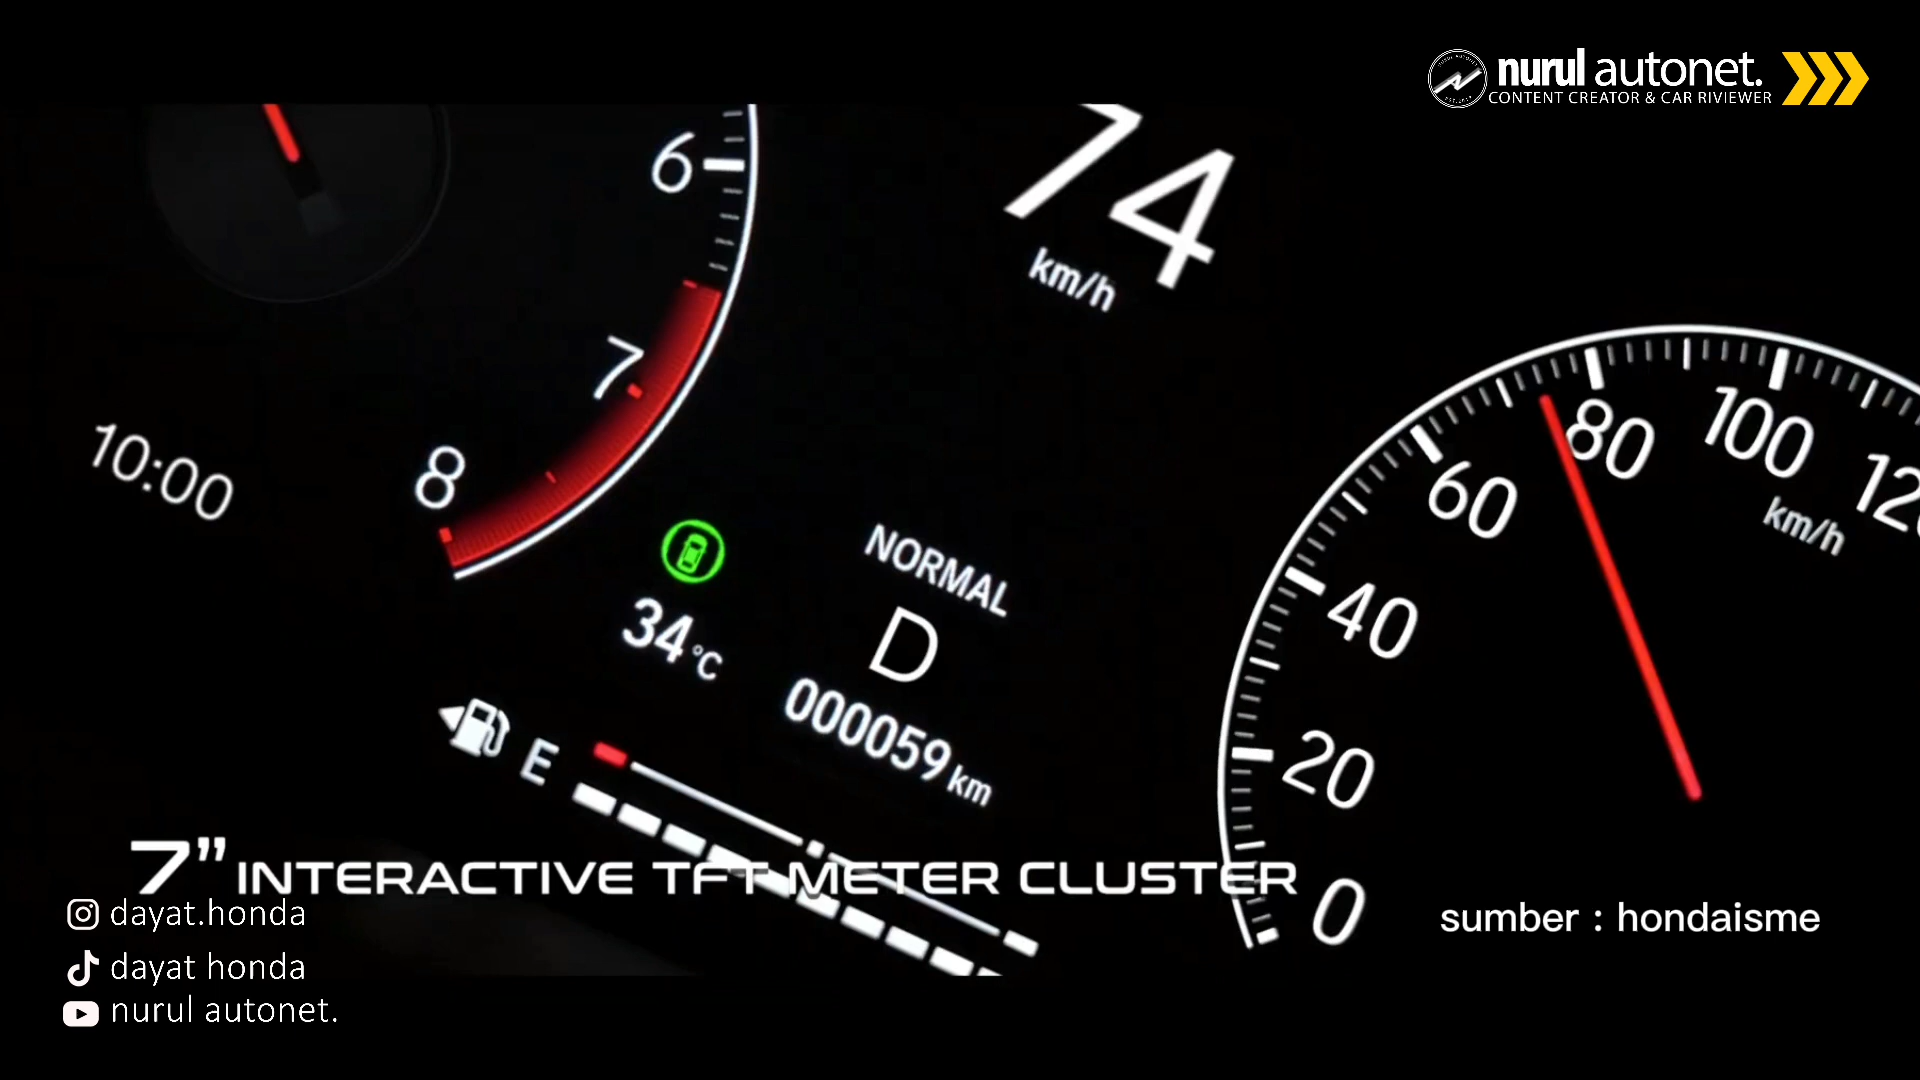 nurul autonet.
CONTENT CREATOR & CAR RIVIEWER
6
7
8
10:00
74
km/h
NORMAL
D
34°C
000059 km
E
0
20
40
60
80
100
km/h
7” INTERACTIVE TFT METER CLUSTER
dayat.honda
dayat honda
nurul autonet.
sumber : hondaisme